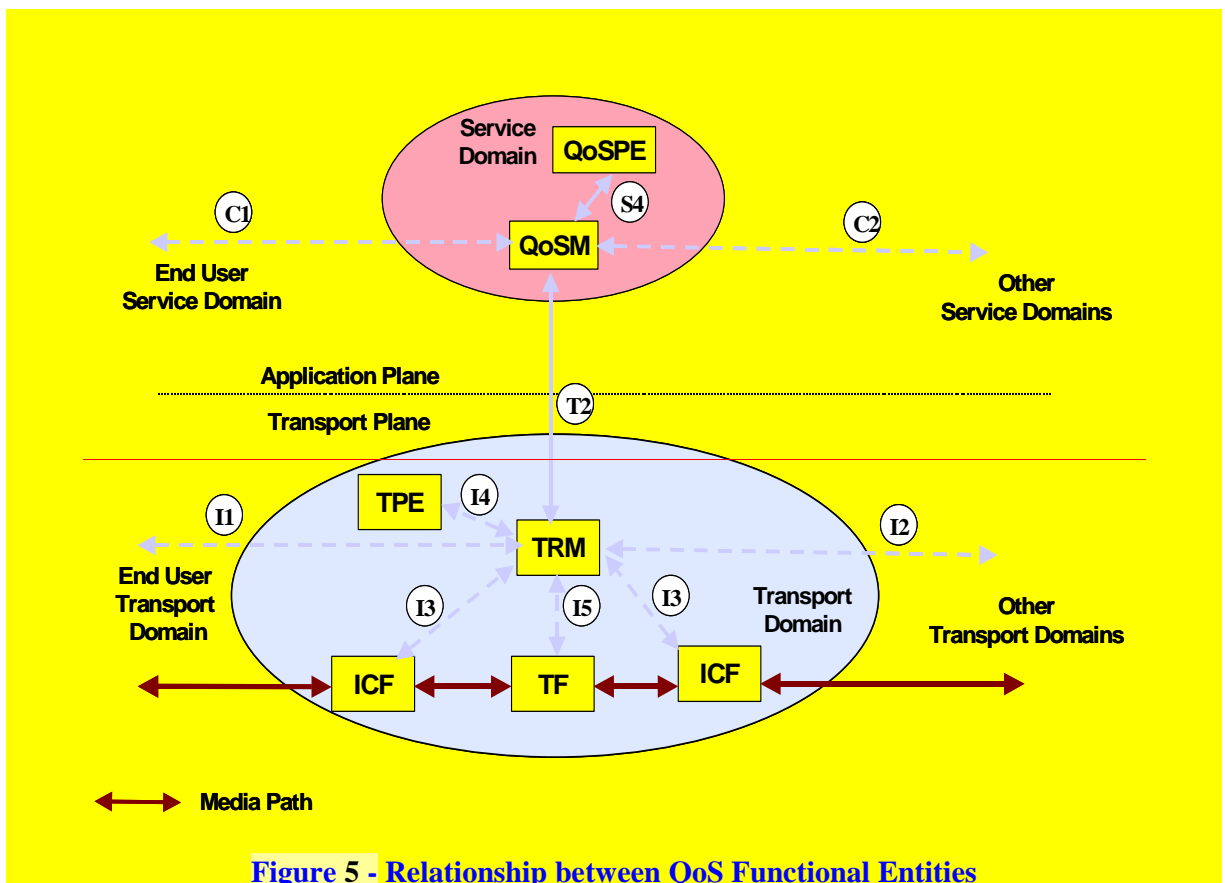 Service
Domain
QoSPE
S4
C1
C2
QoSM
End User
Service Domain
Other
Service Domains
Application Plane
T2
Transport Plane
TPE
I4
I1
I2
TRM
End User
Transport
Domain
I3
I5
I3
Transport
Domain
Other
Transport Domains
ICF
TF
ICF
Media Path
Figure 5 - Relationship between QoS Functional Entities